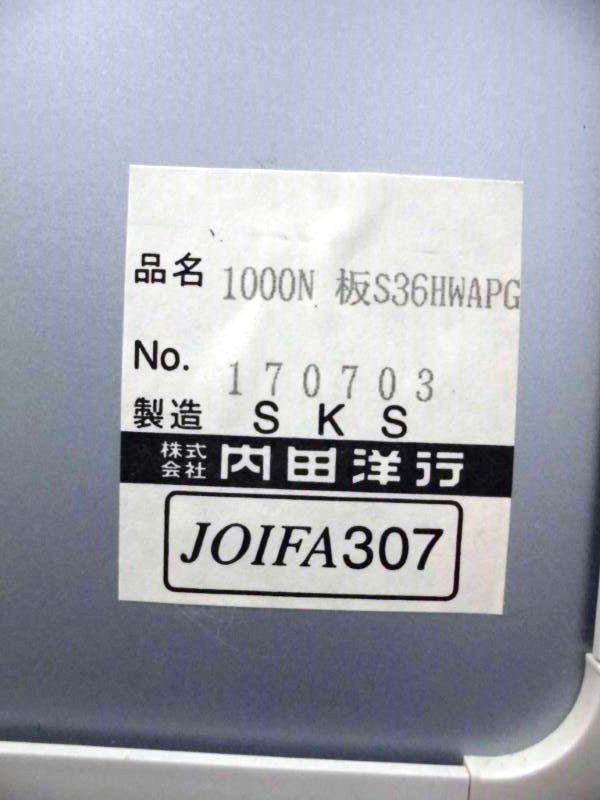 品名 1000N 板S36HWAPG
No. 170703
製造 SKS
株式会社 内田洋行
JOIFA307